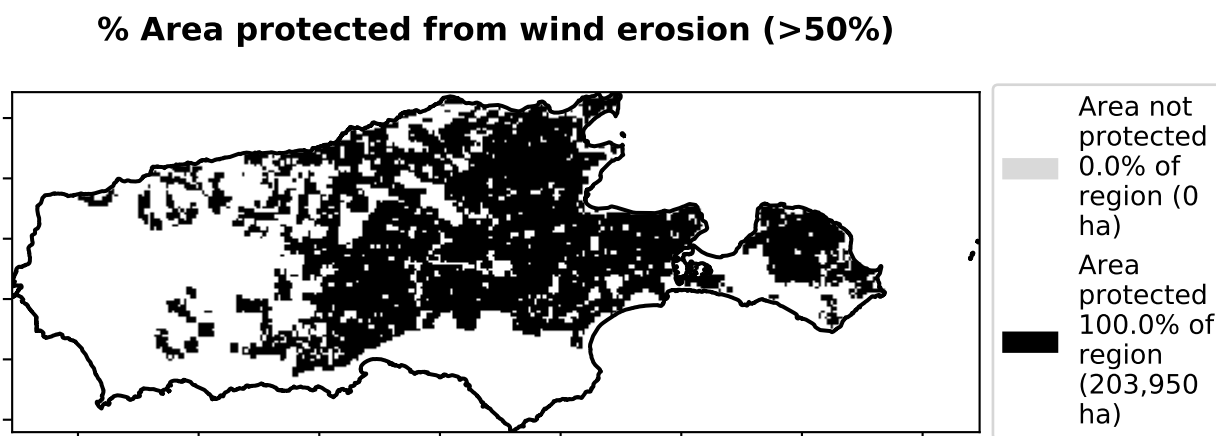 % Area protected from wind erosion (>50%)
Area not
protected
0.0% of
region (0
ha)
Area
protected
100.0% of
region
(203,950
ha)